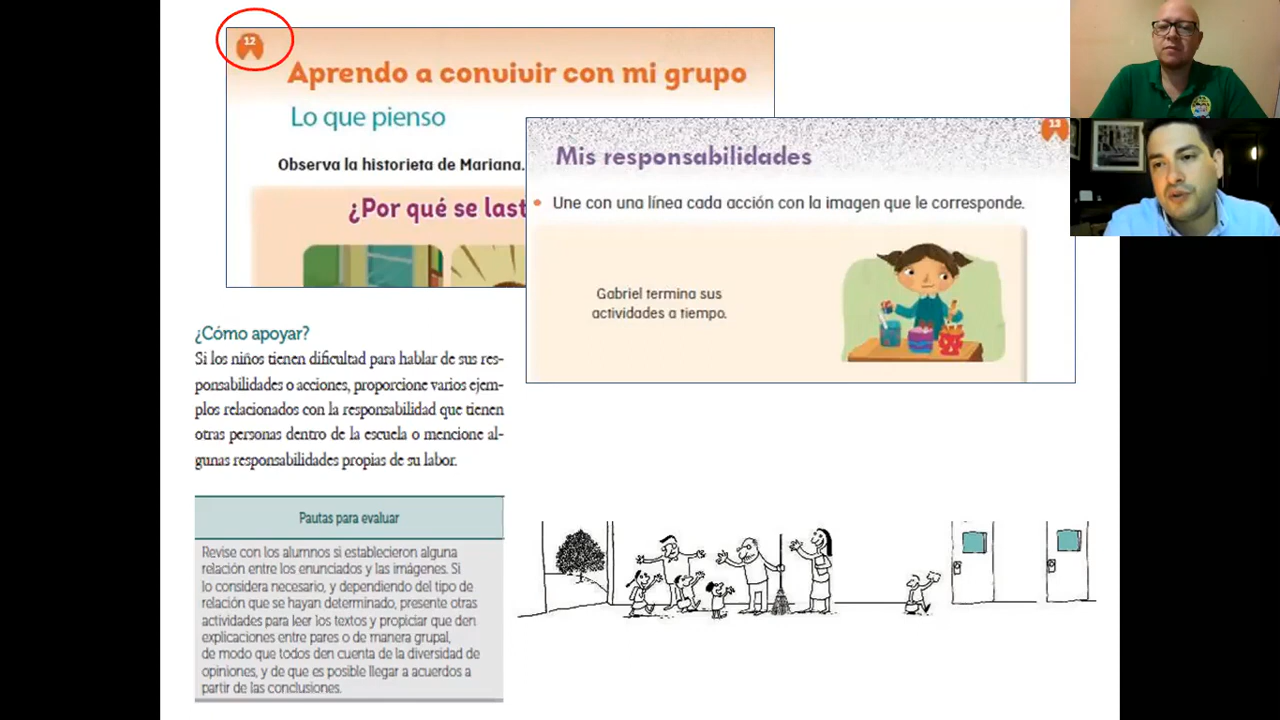 12
Aprendo a convivir con mi grupo
Lo que pienso
Observa la historieta de Mariana.
¿Por qué se last
13
Mis responsabilidades
• Une con una línea cada acción con la imagen que le corresponde.
Gabriel termina sus
actividades a tiempo.
¿Cómo apoyar?
Si los niños tienen dificultad para hablar de sus res-
ponsabilidades o acciones, proporcione varios ejem-
plos relacionados con la responsabilidad que tienen
otras personas dentro de la escuela o mencione al-
gunas responsabilidades propias de su labor.
Pautas para evaluar
Revise con los alumnos si establecieron alguna
relación entre los enunciados y las imágenes. Si
lo considera necesario, y dependiendo del tipo de
relación que se hayan determinado, presente otras
actividades para leer los textos y propiciar que den
explicaciones entre pares o de manera grupal,
de modo que todos den cuenta de la diversidad de
opiniones, y de que es posible llegar a acuerdos a
partir de las conclusiones.